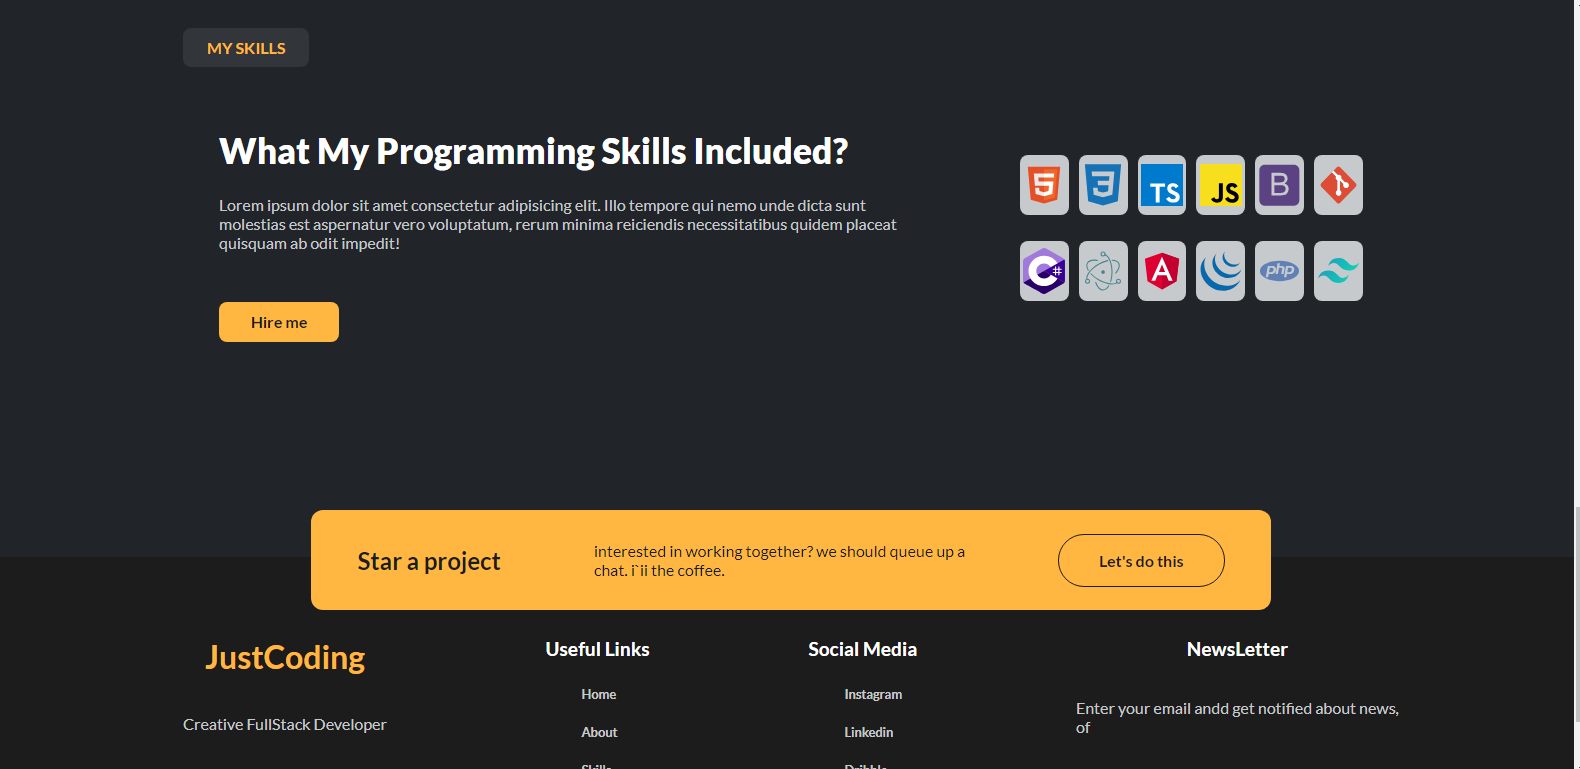 MY SKILLS
What My Programming Skills Included?
Lorem ipsum dolor sit amet consectetur adipisicing elit. Illo tempore qui nemo unde dicta sunt
molestias est aspernatur vero voluptatum, rerum minima reiciendis necessitatibus quidem placeat
quisquam ab odit impedit!
Hire me
5 3 TS JS B
C# A php
Star a project
interested in working together? we should queue up a
chat. i`ii the coffee.
Let's do this
JustCoding
Creative FullStack Developer
Useful Links
Home
About
Skills
Social Media
Instagram
Linkedin
Dribble
NewsLetter
Enter your email andd get notified about news,
of